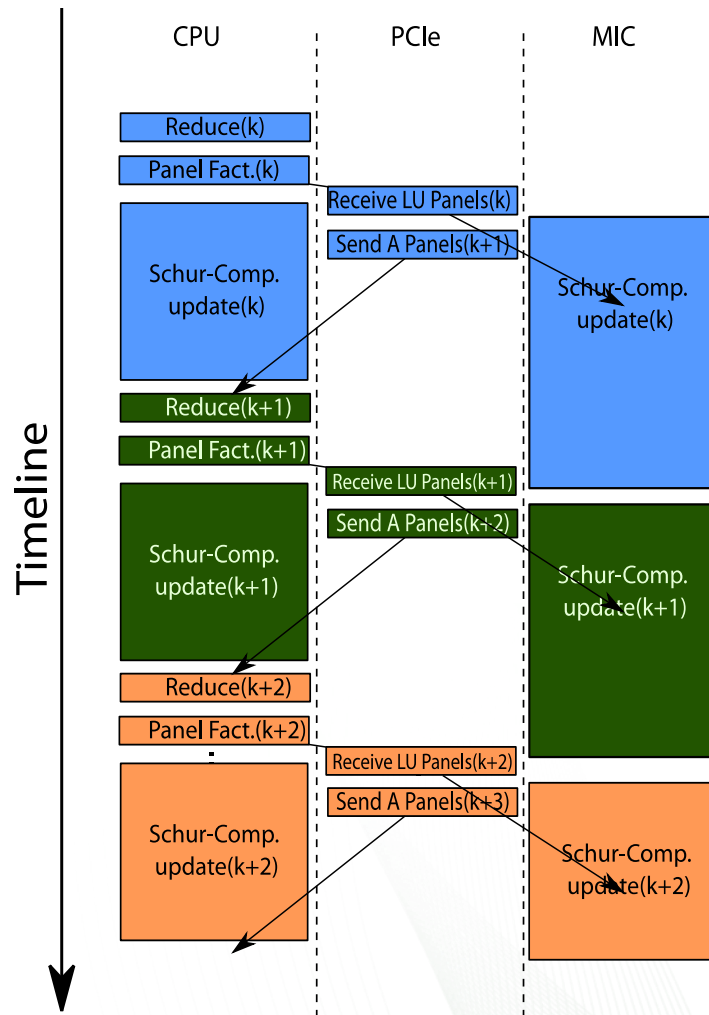 CPU
PCIe
MIC
Reduce(k)
Panel Fact.(k)
Receive LU Panels(k)
Send A Panels(k+1)
Schur-Comp.
update(k)
Schur-Comp.
update(k)
Reduce(k+1)
Panel Fact.(k+1)
Receive LU Panels(k+1)
Send A Panels(k+2)
Schur-Comp.
update(k+1)
Schur-Comp.
update(k+1)
Reduce(k+2)
Panel Fact.(k+2)
Receive LU Panels(k+2)
Send A Panels(k+3)
Schur-Comp.
update(k+2)
Schur-Comp.
update(k+2)
Timeline